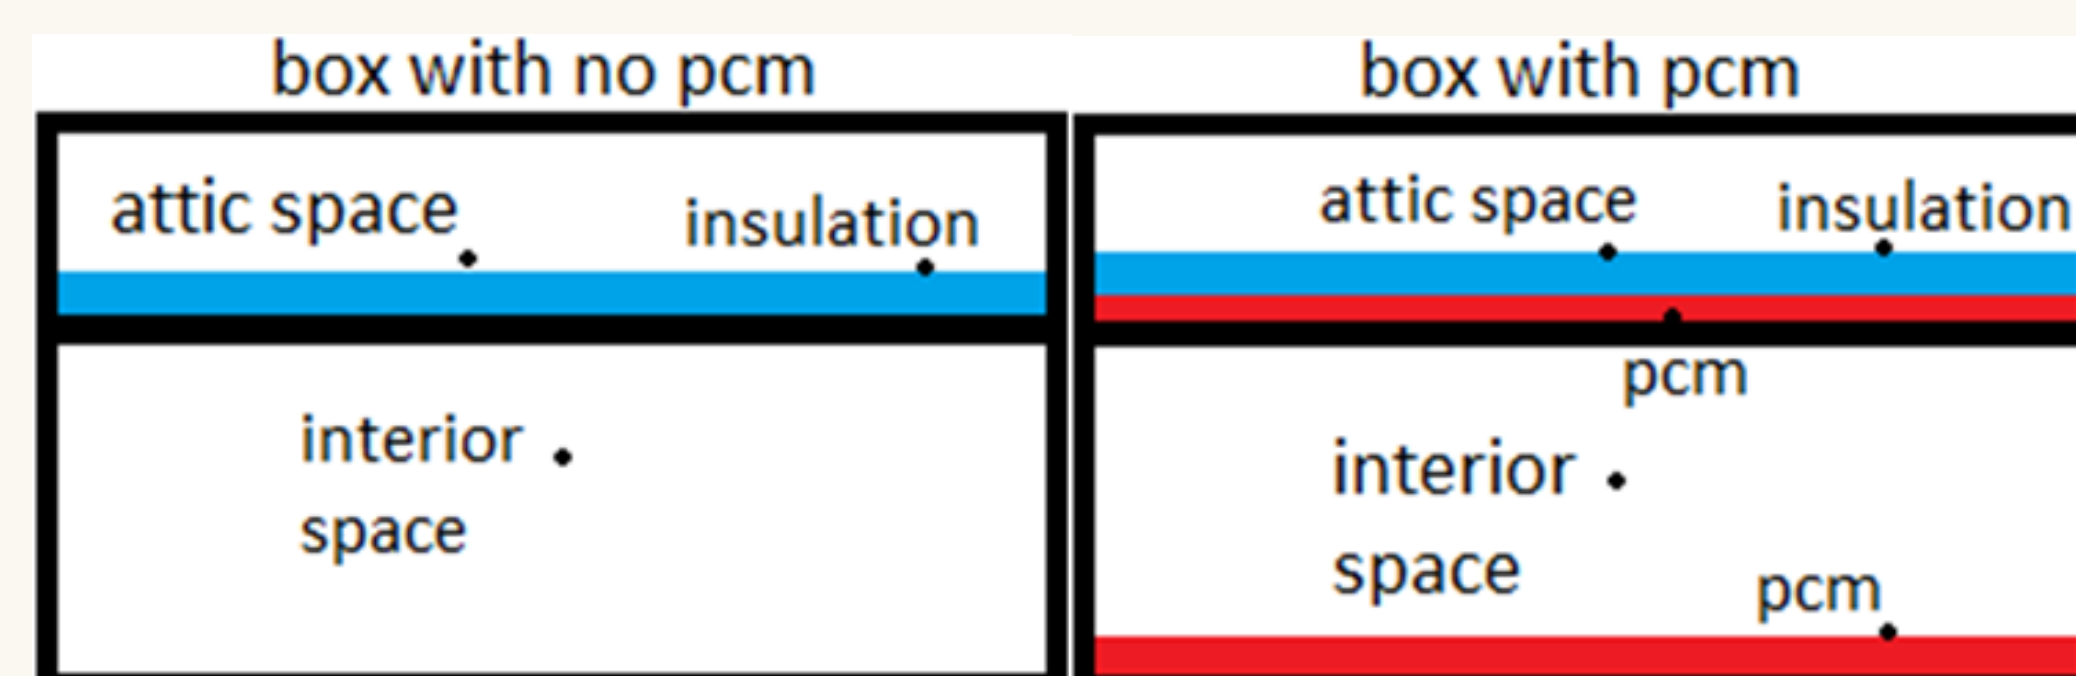 box with no pcm
attic space
insulation
interior
space
box with pcm
attic space
insulation
pcm
interior
space
pcm